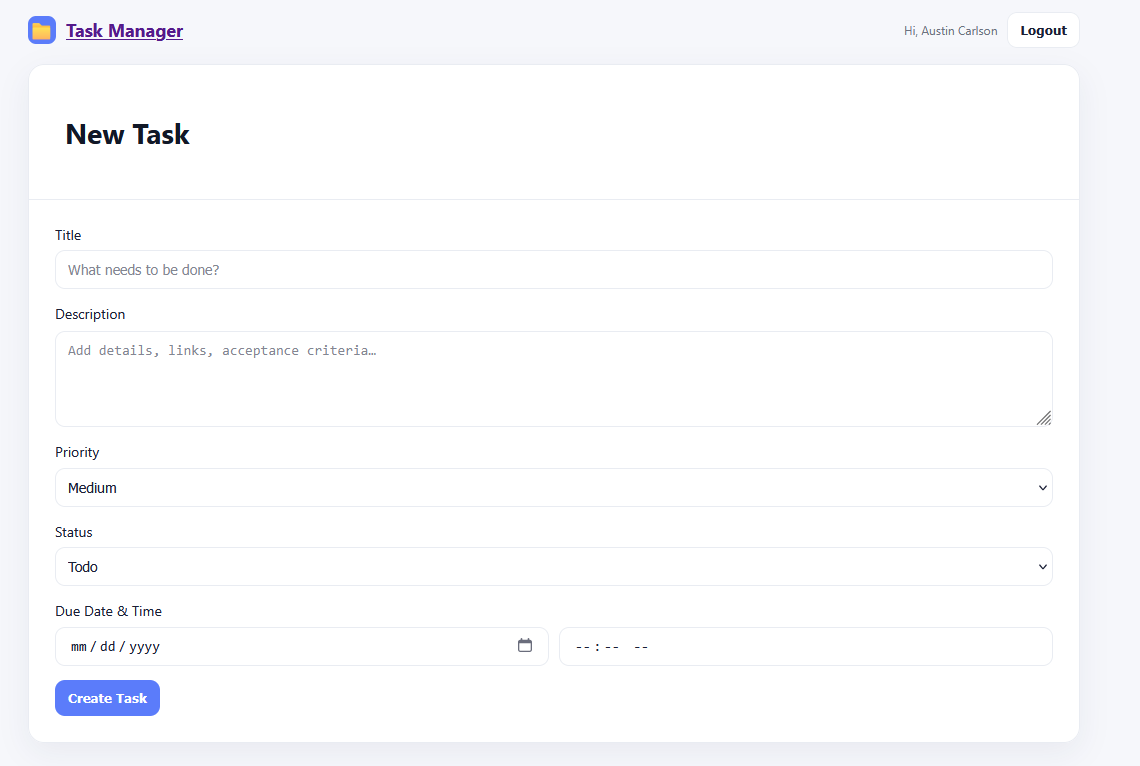 Task Manager
Hi, Austin Carlson
Logout
New Task
Title
What needs to be done?
Description
Add details, links, acceptance criteria…
Priority
Medium
Status
Todo
Due Date & Time
mm/dd/yyyy
--:-- --
Create Task